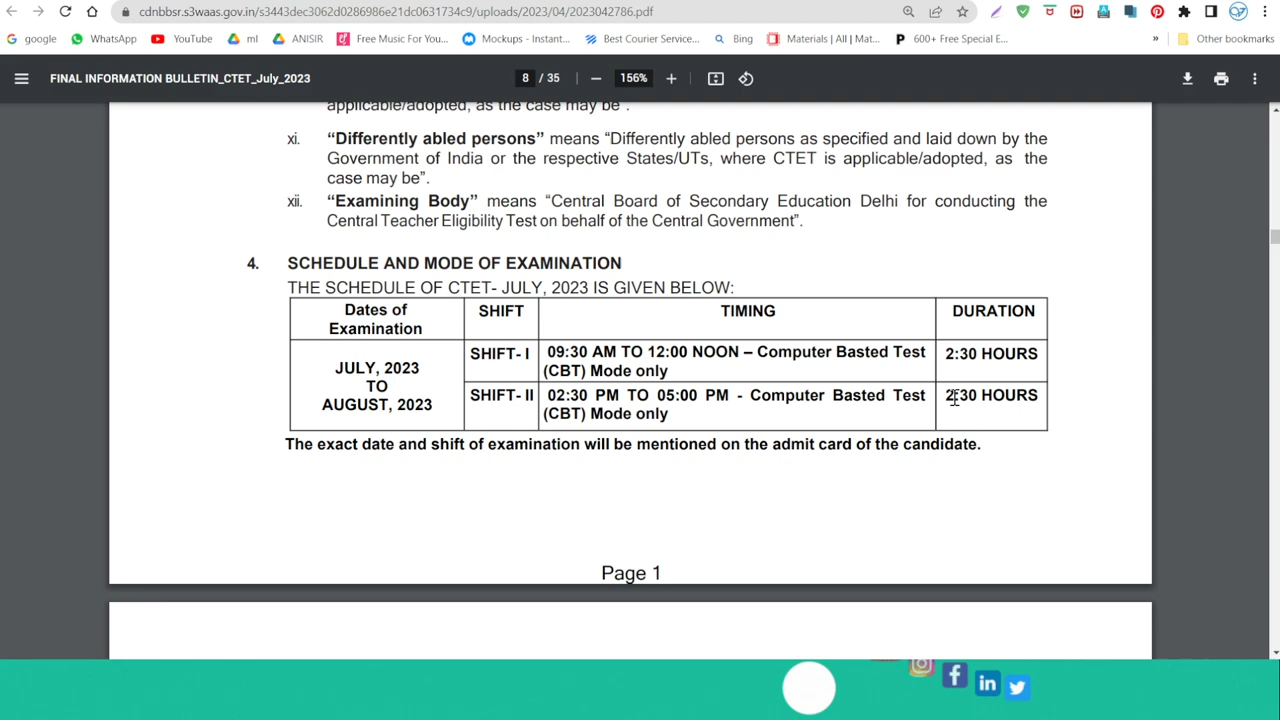 cdnbbsr.s3waas.gov.in/s3443dec3062d0286986e21dc0631734c9/uploads/2023/04/2023042786.pdf
google WhatsApp YouTube ml ANISIR Free Music For You... Mockups - Instant... Best Courier Service... Bing Materials | All | Mat... 600+ Free Special E... » Other bookmarks
FINAL INFORMATION BULLETIN_CTET_July_2023 8 / 35 156%
applicable/adopted, as the case may be”.
xi. “Differently abled persons” means “Differently abled persons as specified and laid down by the
Government of India or the respective States/UTs, where CTET is applicable/adopted, as the
case may be”.
xii. “Examining Body” means “Central Board of Secondary Education Delhi for conducting the
Central Teacher Eligibility Test on behalf of the Central Government”.
4. SCHEDULE AND MODE OF EXAMINATION
THE SCHEDULE OF CTET- JULY, 2023 IS GIVEN BELOW:
Dates of
Examination
SHIFT
TIMING
DURATION
JULY, 2023
TO
AUGUST, 2023
SHIFT- I
09:30 AM TO 12:00 NOON – Computer Basted Test
(CBT) Mode only
2:30 HOURS
SHIFT- II
02:30 PM TO 05:00 PM - Computer Basted Test
(CBT) Mode only
2:30 HOURS
The exact date and shift of examination will be mentioned on the admit card of the candidate.
Page 1